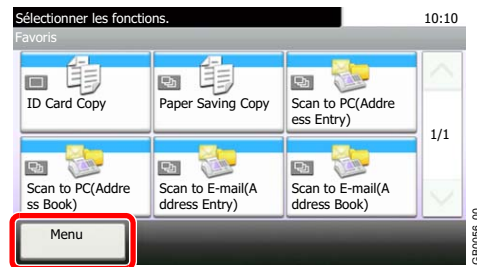 Sélectionner les fonctions. 10:10
Favoris
ID Card Copy
Paper Saving Copy
Scan to PC(Addre
ess Entry)
1/1
Scan to PC(Addre
ss Book)
Scan to E-mail(A
ddress Entry)
Scan to E-mail(A
ddress Book)
Menu
GB0056_00